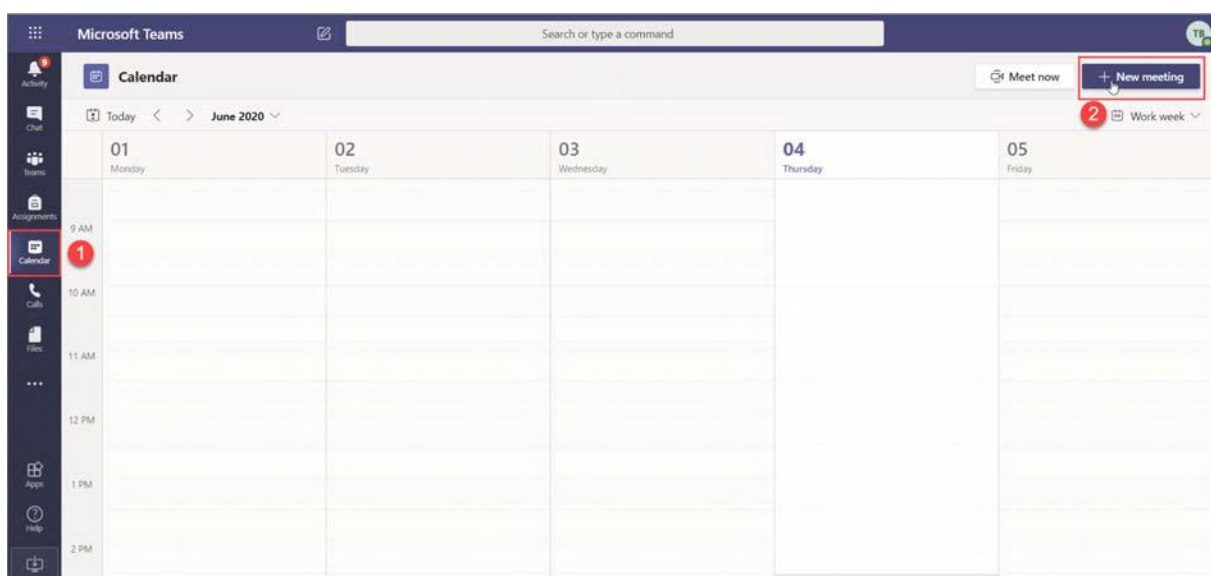 Microsoft Teams
Search or type a command
TB
9
Activity
Chat
Teams
Assignments
Calendar
Calls
Files
Apps
Help
Calendar
Meet now
+ New meeting
Today < > June 2020
2
Work week
01 02 03 04 05
Monday Tuesday Wednesday Thursday Friday
9 AM
1
10 AM
11 AM
12 PM
1 PM
2 PM